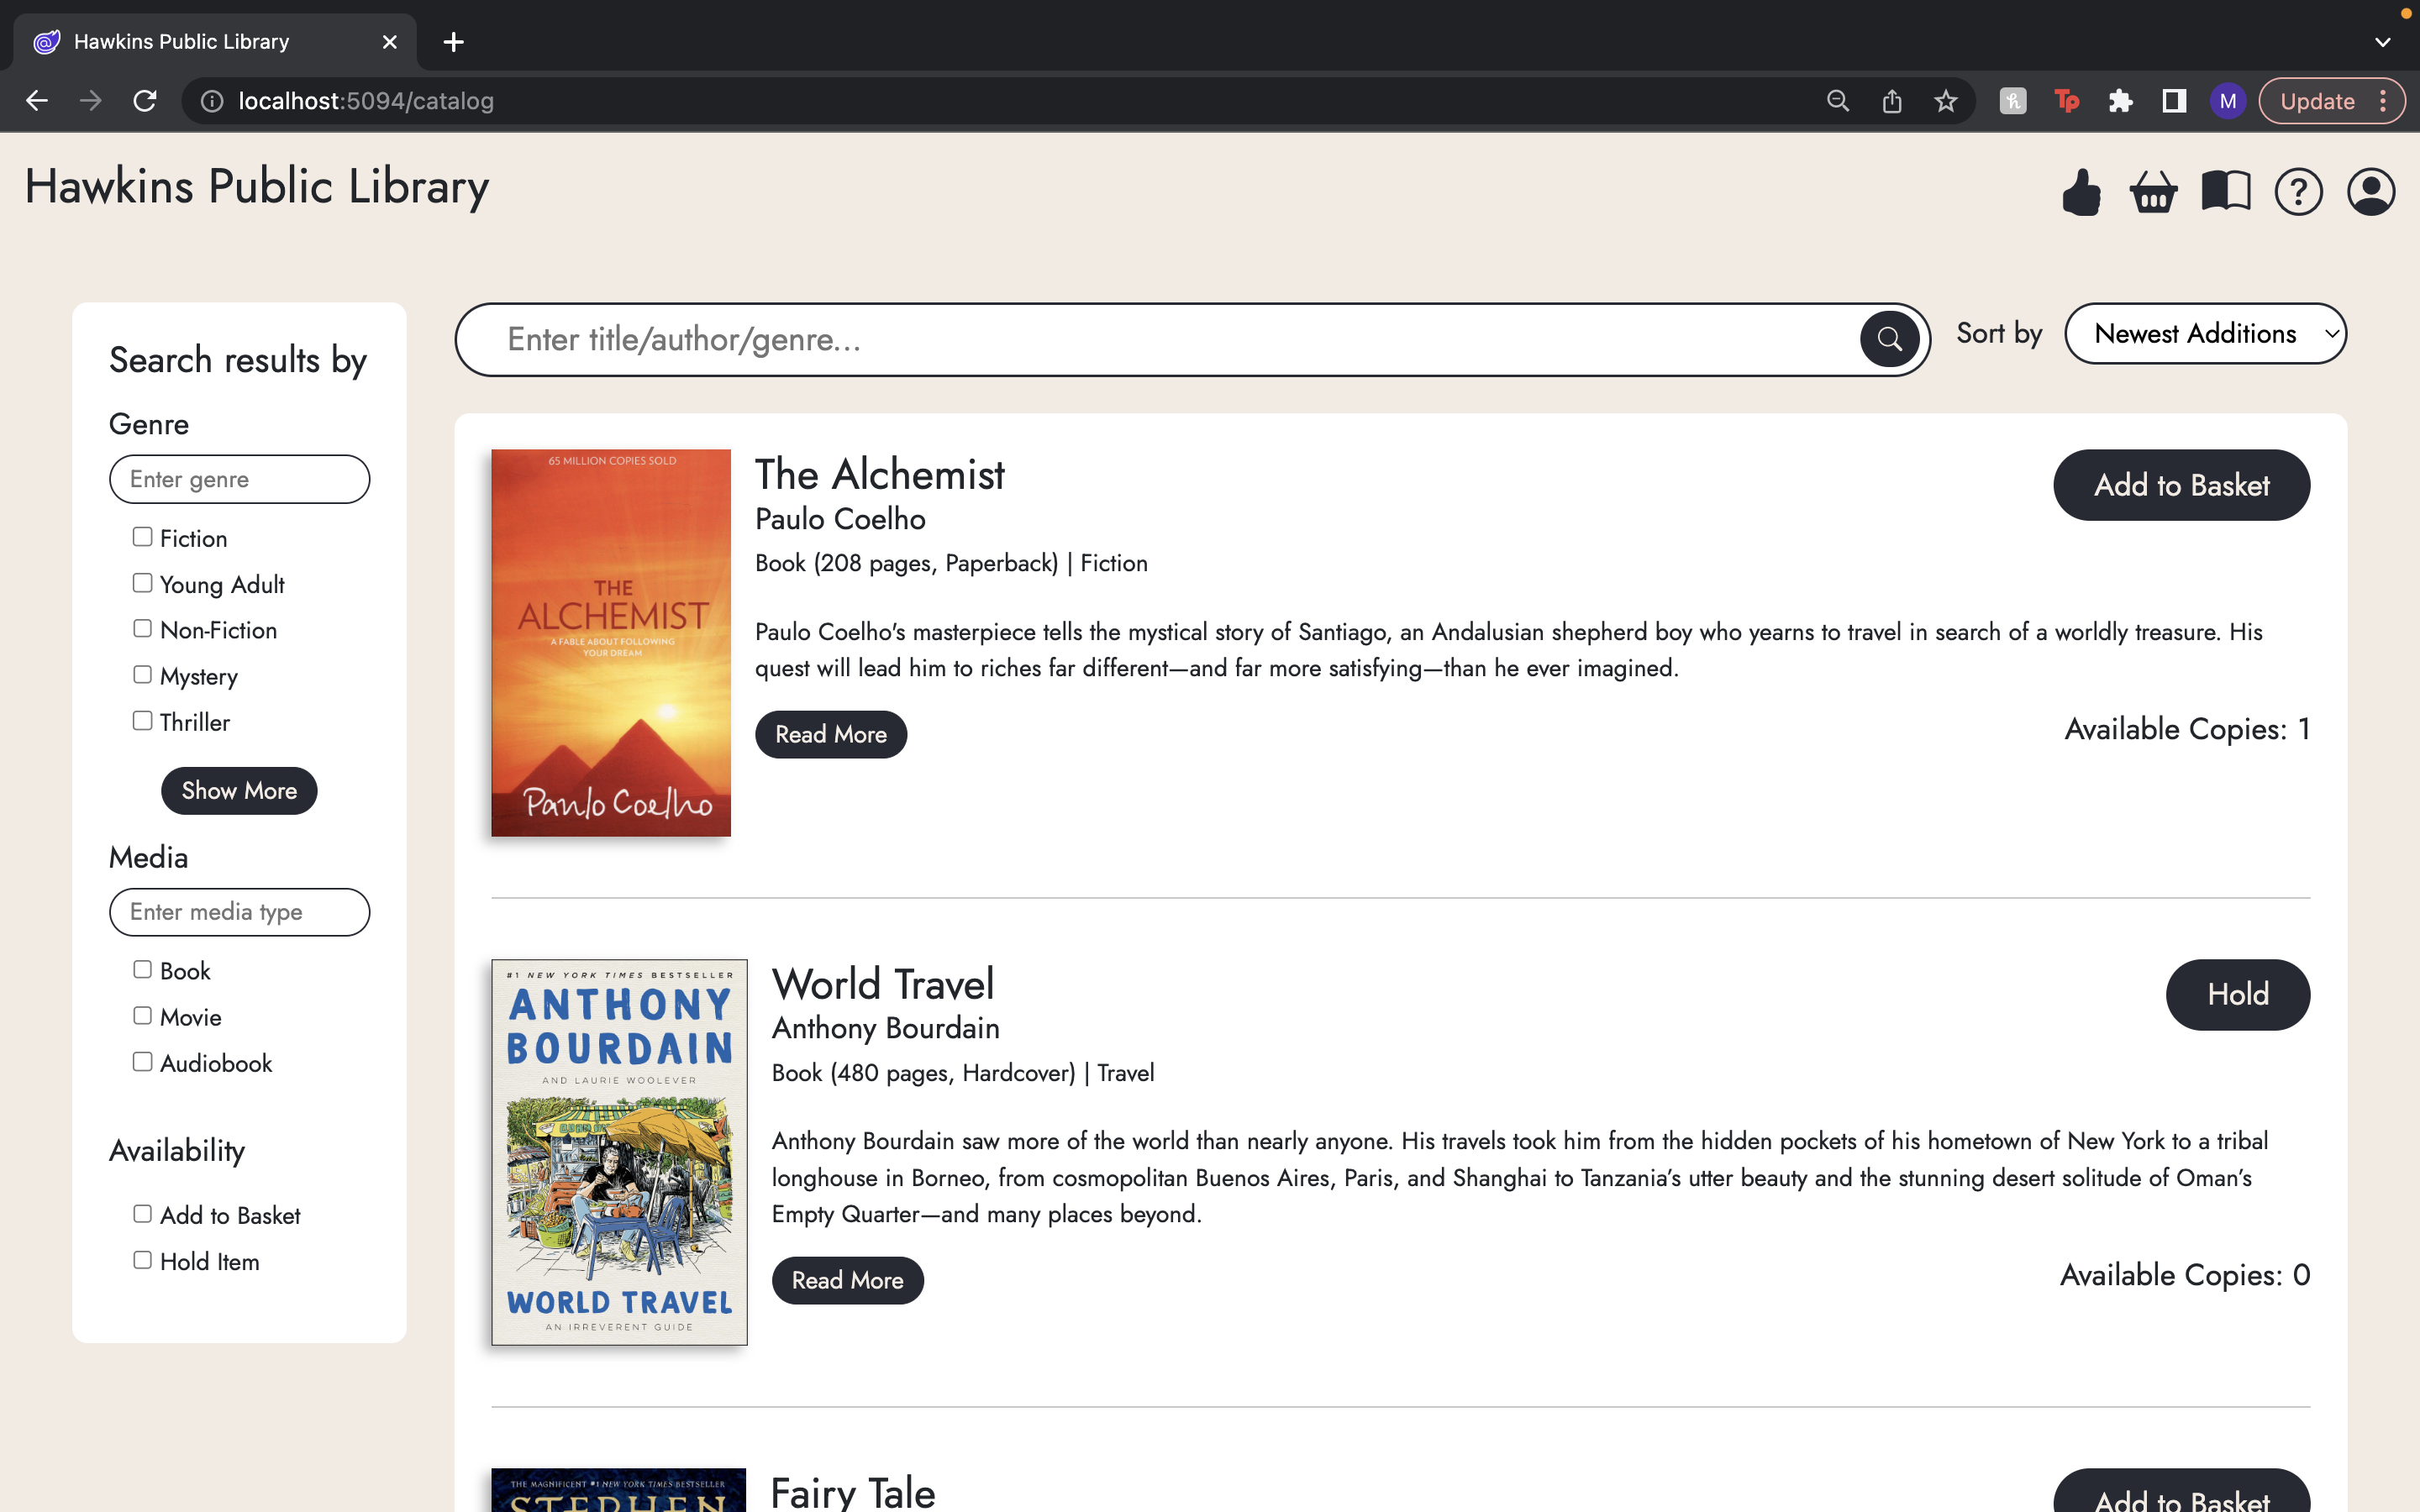 Hawkins Public Library
localhost:5094/catalog
M
Update
Hawkins Public Library
?
Search results by
Genre
Enter genre
Fiction
Young Adult
Non-Fiction
Mystery
Thriller
Show More
Media
Enter media type
Book
Movie
Audiobook
Availability
Add to Basket
Hold Item
Enter title/author/genre...
Sort by
Newest Additions
65 MILLION COPIES SOLD
THE
ALCHEMIST
A FABLE ABOUT FOLLOWING
YOUR DREAM
Paulo Coelho
The Alchemist
Paulo Coelho
Book (208 pages, Paperback) | Fiction
Paulo Coelho's masterpiece tells the mystical story of Santiago, an Andalusian shepherd boy who yearns to travel in search of a worldly treasure. His
quest will lead him to riches far different—and far more satisfying—than he ever imagined.
Read More
Add to Basket
Available Copies: 1
#1 NEW YORK TIMES BESTSELLER
ANTHONY
BOURDAIN
AND LAURIE WOOLEVER
WORLD TRAVEL
AN IRREVERENT GUIDE
World Travel
Anthony Bourdain
Book (480 pages, Hardcover) | Travel
Anthony Bourdain saw more of the world than nearly anyone. His travels took him from the hidden pockets of his hometown of New York to a tribal
longhouse in Borneo, from cosmopolitan Buenos Aires, Paris, and Shanghai to Tanzania’s utter beauty and the stunning desert solitude of Oman’s
Empty Quarter—and many places beyond.
Read More
Hold
Available Copies: 0
THE MAGNIFICENT #1 NEW YORK TIMES BESTSELLER
STEPHEN
Fairy Tale
Add to Basket